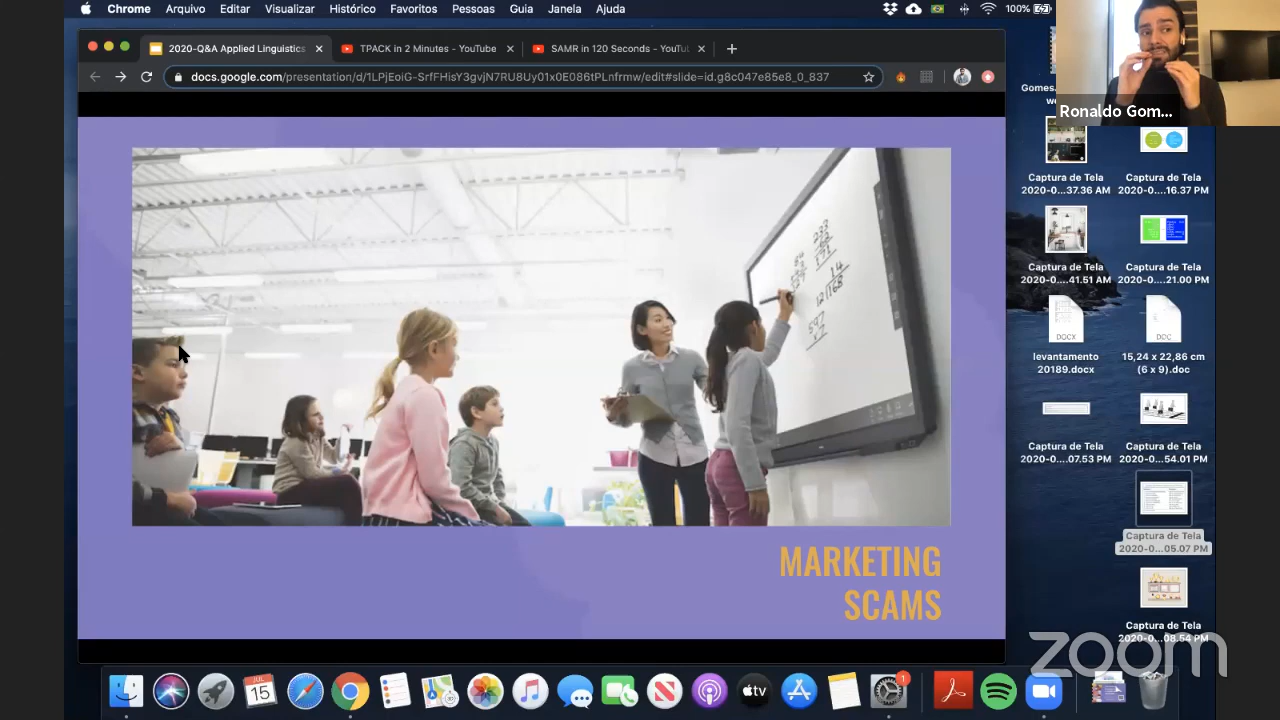 Chrome Arquivo Editar Visualizar Histórico Favoritos Pessoas Guia Janela Ajuda 100%
2020-Q&A Applied Linguistics
TPACK in 2 Minutes - YouTube
SAMR in 120 Seconds - YouTu
docs.google.com/presentation/d/1LPjEoiG-SrfFHisY3gvjN7RU8Uy01x0E086tPLnfrmw/edit#slide=id.g8c047e85e8_0_837
Ronaldo Gom...
Gomes.
Captura de Tela
2020-0....37.36 AM
Captura de Tela
2020-0....16.37 PM
Captura de Tela
2020-0....41.51 AM
Captura de Tela
2020-0....21.00 PM
DOCX
levantamento
20189.docx
DOC
15,24 x 22,86 cm
(6 x 9).doc
Captura de Tela
2020-0....07.53 PM
Captura de Tela
2020-0....54.01 PM
Captura de Tela
2020-0...05.07 PM
Captura de Tela
2020-0...08.54 PM
MARKETING
SCAMS
zoom
JUL
15
tv
1